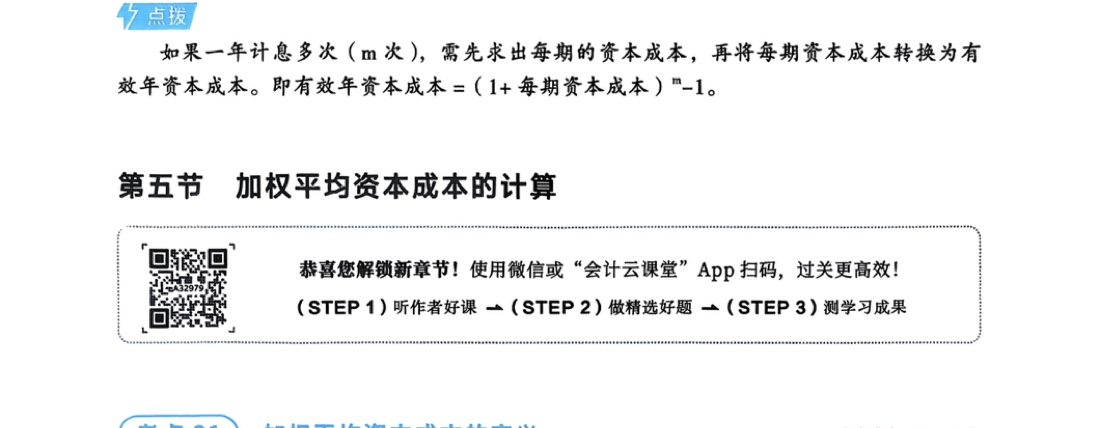 点拨
如果一年计息多次（m 次），需先求出每期的资本成本，再将每期资本成本转换为有
效年资本成本。即有效年资本成本 =（1+ 每期资本成本）ᵐ-1。
第五节 加权平均资本成本的计算
恭喜您解锁新章节！使用微信或“会计云课堂”App 扫码，过关更高效！
A32979
（STEP 1）听作者好课 → （STEP 2）做精选好题 → （STEP 3）测学习成果